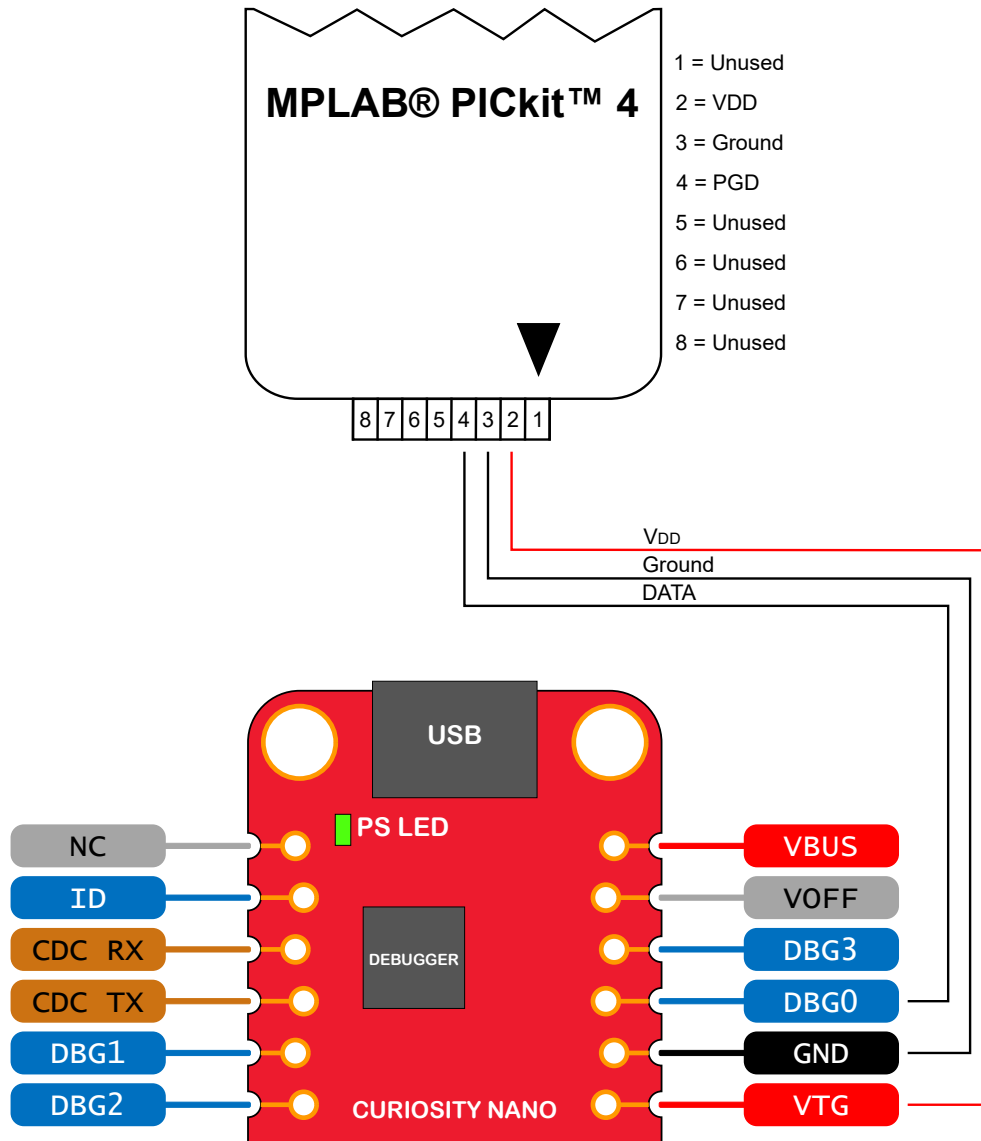 MPLAB® PICkit™ 4
1 = Unused
2 = VDD
3 = Ground
4 = PGD
5 = Unused
6 = Unused
7 = Unused
8 = Unused
8 7 6 5 4 3 2 1
VDD
Ground
DATA
USB
PS LED
NC
VBUS
ID
VOFF
CDC RX
DEBUGGER
DBG3
CDC TX
DBG0
DBG1
GND
DBG2
CURIOSITY NANO
VTG